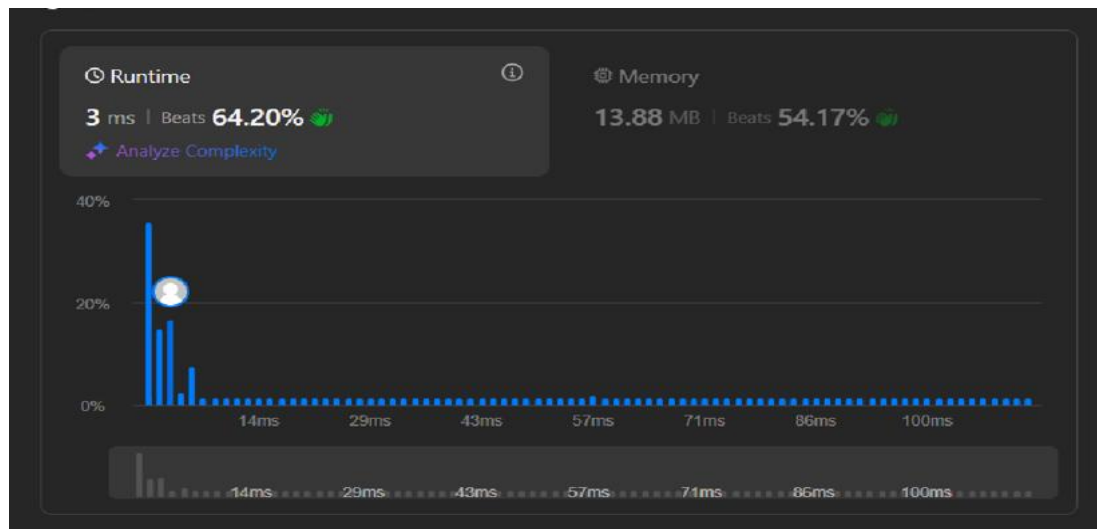 Runtime
3 ms | Beats 64.20%
Analyze Complexity
Memory
13.88 MB | Beats 54.17%
40%
20%
0%
14ms 29ms 43ms 57ms 71ms 86ms 100ms
14ms 29ms 43ms 57ms 71ms 86ms 100ms